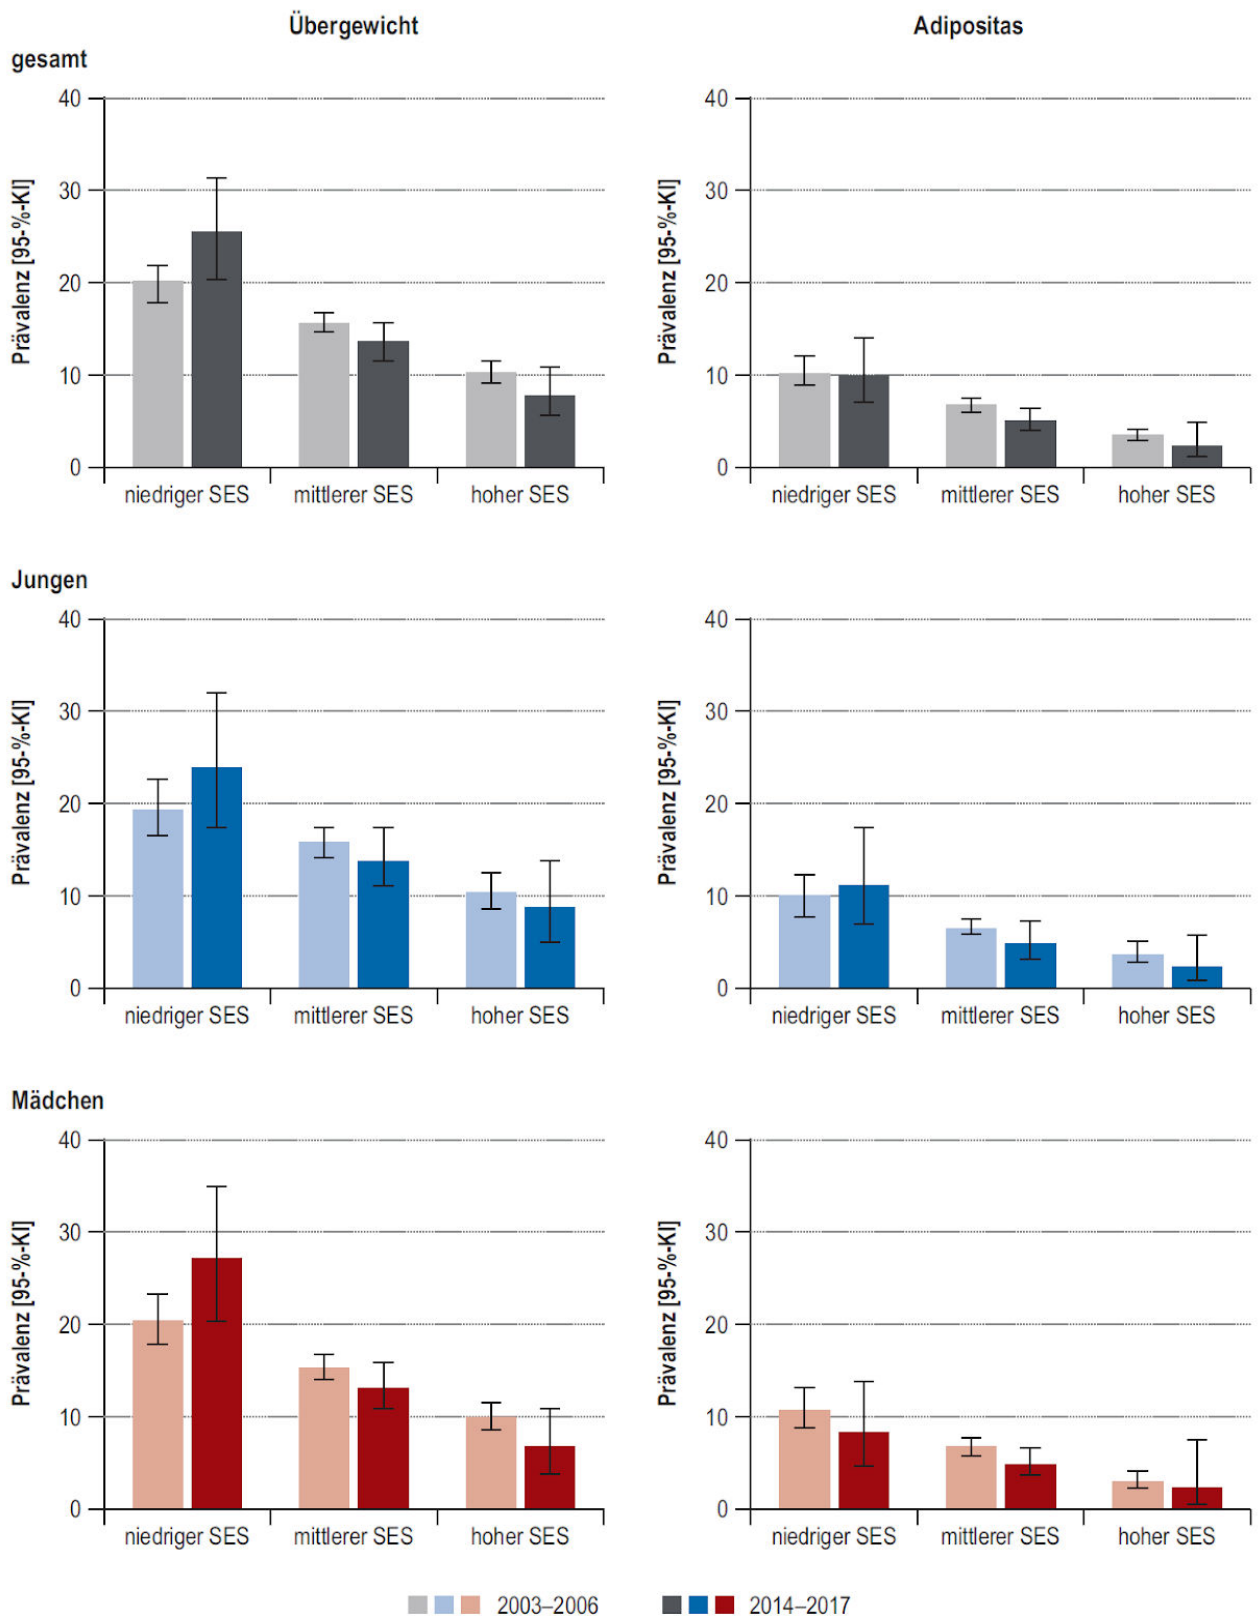 Übergewicht
Adipositas
gesamt
Prävalenz [95-%-KI]
40
30
20
10
0
niedriger SES mittlerer SES hoher SES
Prävalenz [95-%-KI]
40
30
20
10
0
niedriger SES mittlerer SES hoher SES
Jungen
Prävalenz [95-%-KI]
40
30
20
10
0
niedriger SES mittlerer SES hoher SES
Prävalenz [95-%-KI]
40
30
20
10
0
niedriger SES mittlerer SES hoher SES
Mädchen
Prävalenz [95-%-KI]
40
30
20
10
0
niedriger SES mittlerer SES hoher SES
Prävalenz [95-%-KI]
40
30
20
10
0
niedriger SES mittlerer SES hoher SES
2003–2006 2014–2017